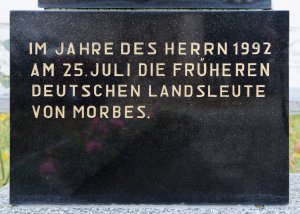 IM JAHRE DES HERRN 1992
AM 25. JULI DIE FRÜHEREN
DEUTSCHEN LANDSLEUTE
VON MORBES.